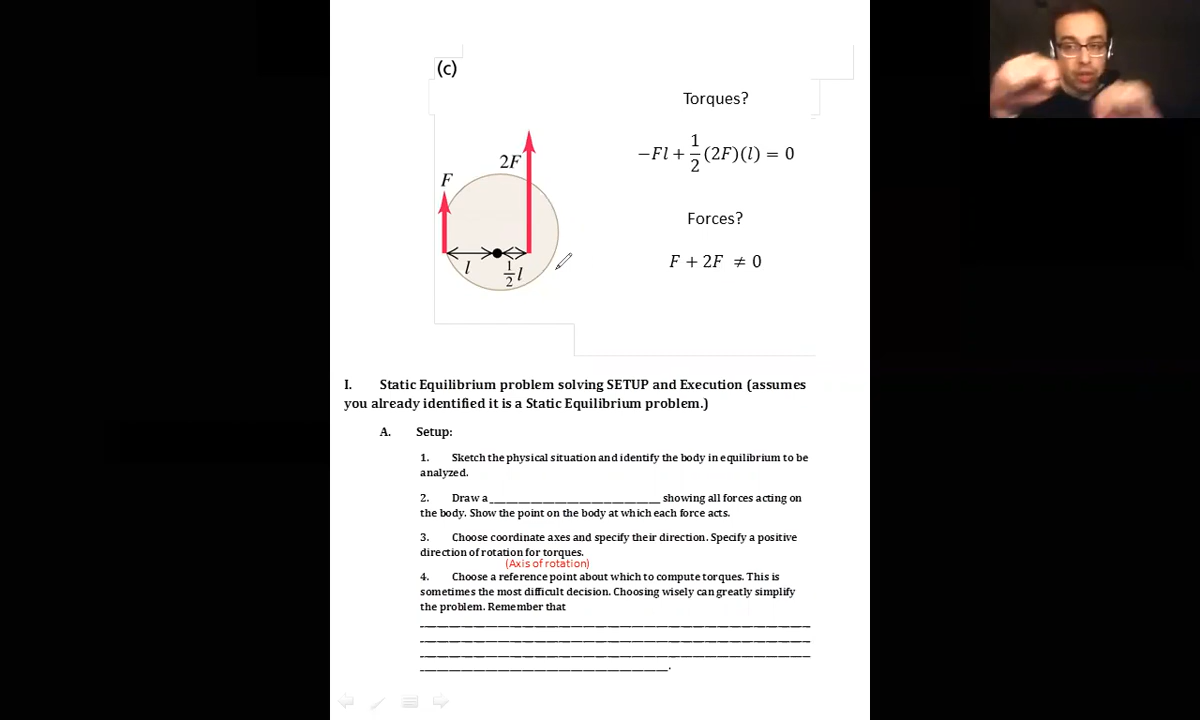 (c)
Torques?
−Fl + 1/2 (2F)(l) = 0
2F
F
Forces?
F + 2F ≠ 0
l
1/2 l
I. Static Equilibrium problem solving SETUP and Execution (assumes
you already identified it is a Static Equilibrium problem.)
A. Setup:
1. Sketch the physical situation and identify the body in equilibrium to be
analyzed.
2. Draw a ______________________________ showing all forces acting on
the body. Show the point on the body at which each force acts.
3. Choose coordinate axes and specify their direction. Specify a positive
direction of rotation for torques.
(Axis of rotation)
4. Choose a reference point about which to compute torques. This is
sometimes the most difficult decision. Choosing wisely can greatly simplify
the problem. Remember that
______________________________
______________________________
______________________________
______________________________.